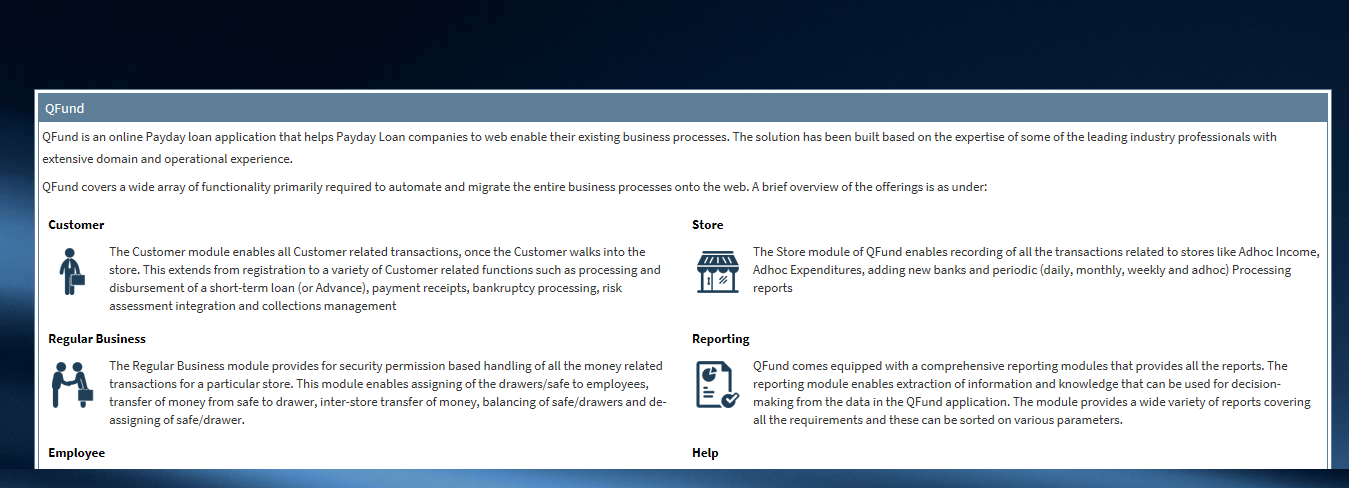 QFund
QFund is an online Payday loan application that helps Payday Loan companies to web enable their existing business processes. The solution has been built based on the expertise of some of the leading industry professionals with
extensive domain and operational experience.
QFund covers a wide array of functionality primarily required to automate and migrate the entire business processes onto the web. A brief overview of the offerings is as under:
Customer
The Customer module enables all Customer related transactions, once the Customer walks into the
store. This extends from registration to a variety of Customer related functions such as processing and
disbursement of a short-term loan (or Advance), payment receipts, bankruptcy processing, risk
assessment integration and collections management
Store
The Store module of QFund enables recording of all the transactions related to stores like Adhoc Income,
Adhoc Expenditures, adding new banks and periodic (daily, monthly, weekly and adhoc) Processing
reports
Regular Business
The Regular Business module provides for security permission based handling of all the money related
transactions for a particular store. This module enables assigning of the drawers/safe to employees,
transfer of money from safe to drawer, inter-store transfer of money, balancing of safe/drawers and de-
assigning of safe/drawer.
Reporting
QFund comes equipped with a comprehensive reporting modules that provides all the reports. The
reporting module enables extraction of information and knowledge that can be used for decision-
making from the data in the QFund application. The module provides a wide variety of reports covering
all the requirements and these can be sorted on various parameters.
Employee
Help